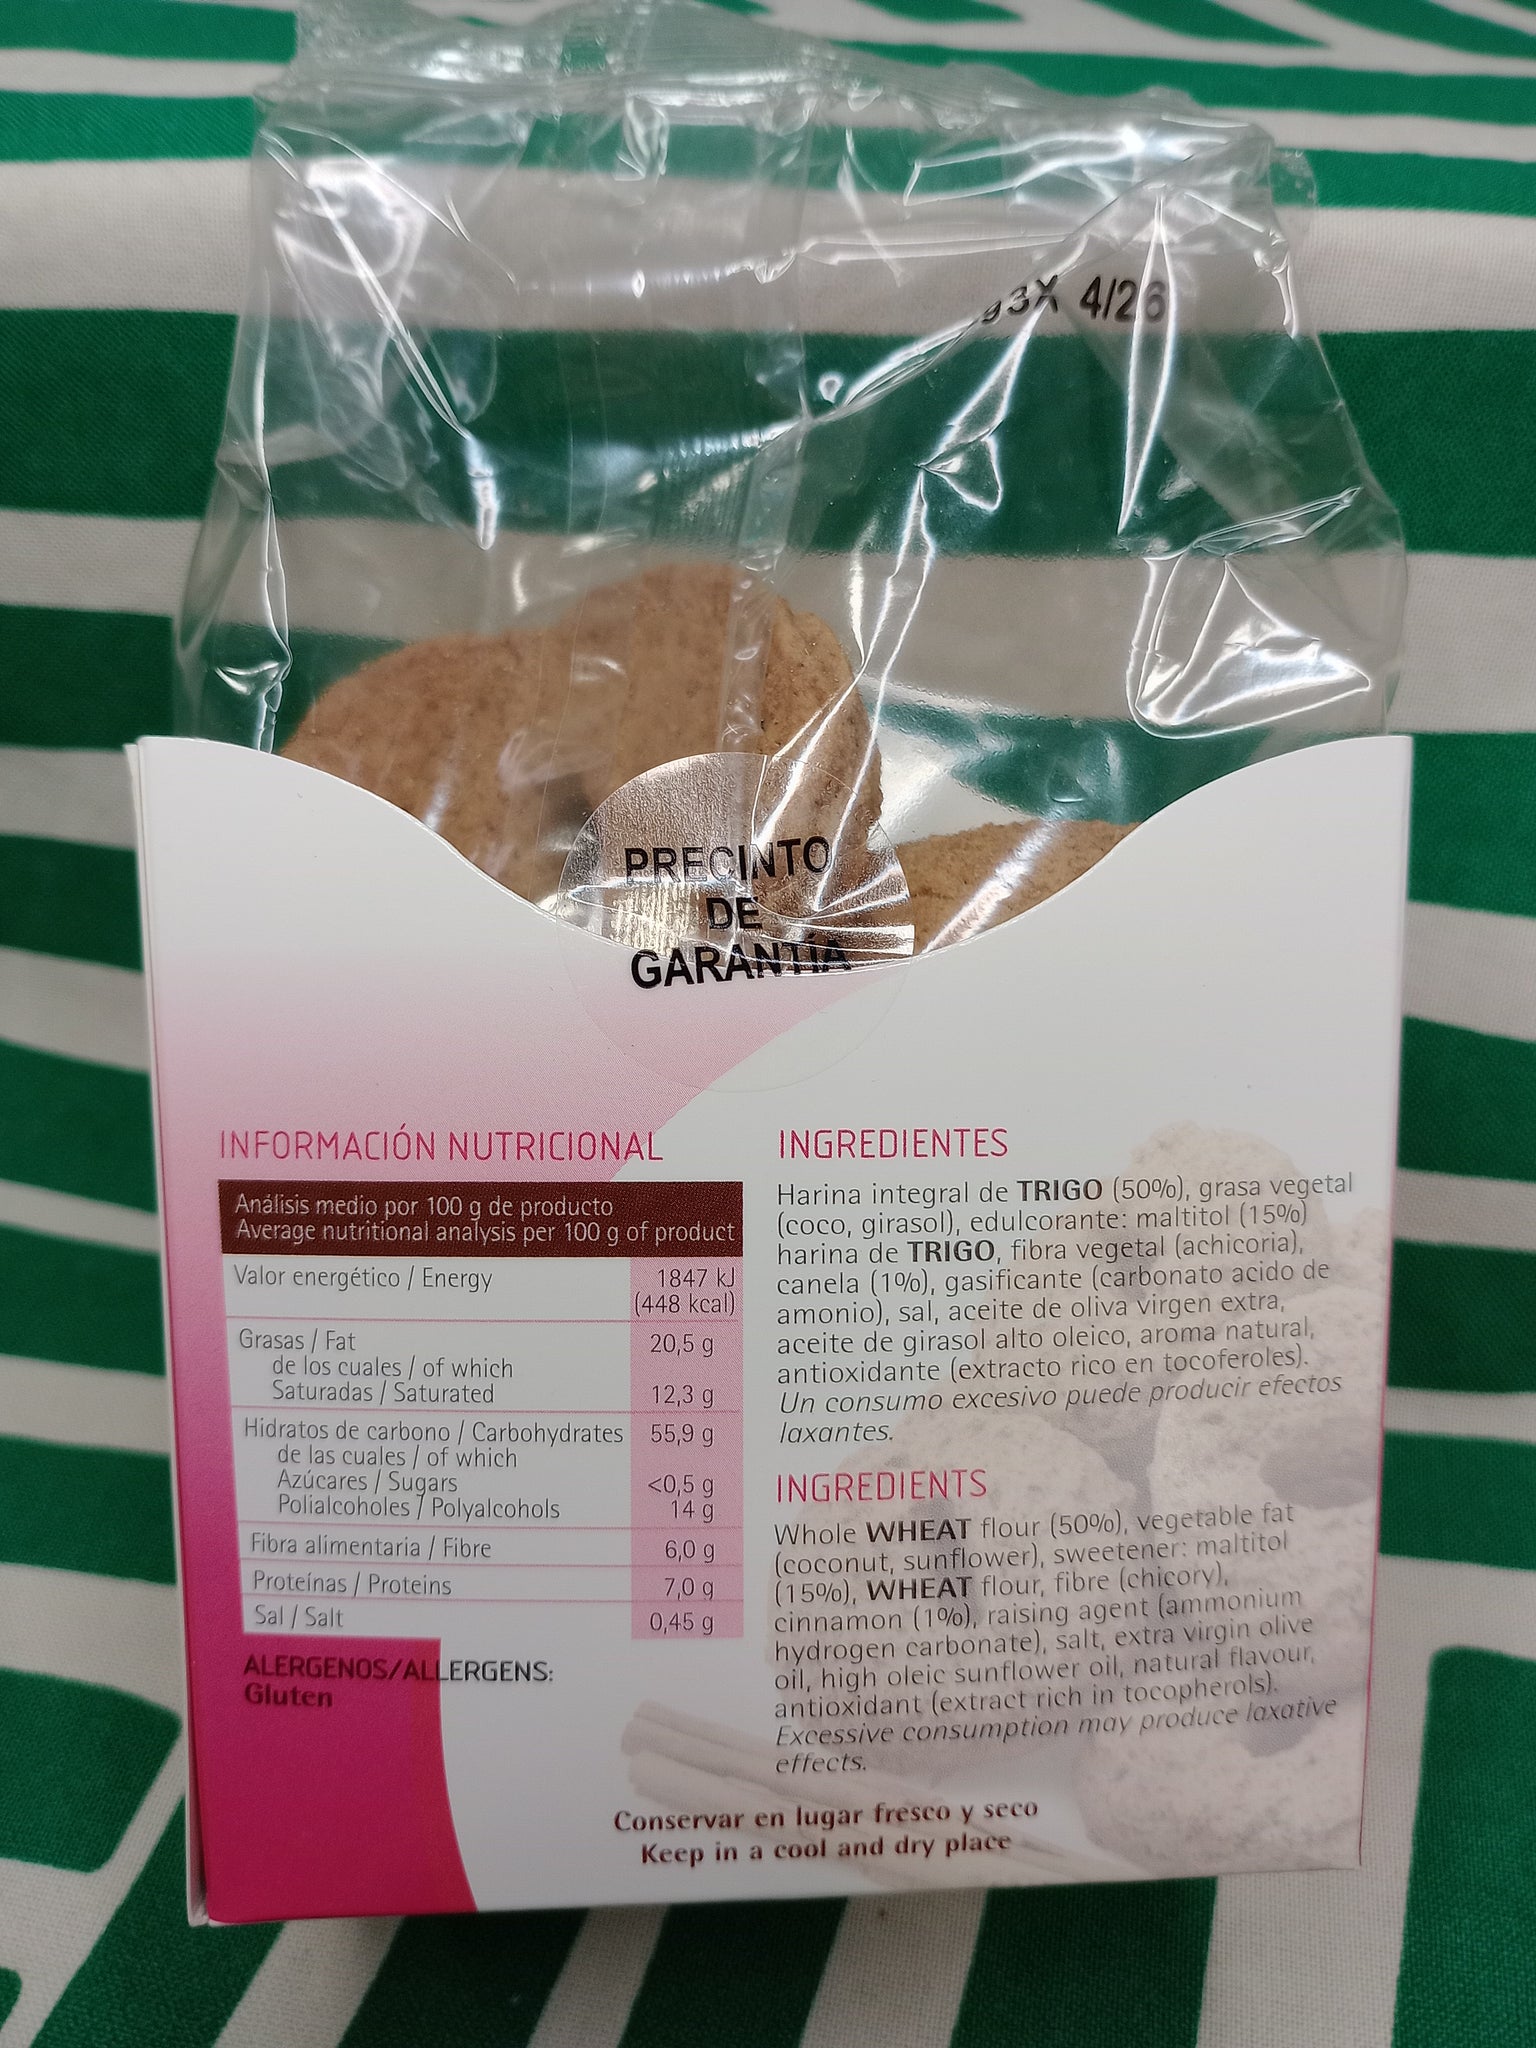 93X 4/26
PRECINTO
DE
GARANTÍA
INFORMACIÓN NUTRICIONAL
Análisis medio por 100 g de producto
Average nutritional analysis per 100 g of product
Valor energético / Energy 1847 kJ
(448 kcal)
Grasas / Fat 20,5 g
de los cuales / of which
Saturadas / Saturated 12,3 g
Hidratos de carbono / Carbohydrates 55,9 g
de las cuales / of which
Azúcares / Sugars <0,5 g
Polialcoholes / Polyalcohols 14 g
Fibra alimentaria / Fibre 6,0 g
Proteínas / Proteins 7,0 g
Sal / Salt 0,45 g
ALERGENOS/ALLERGENS:
Gluten
INGREDIENTES
Harina integral de TRIGO (50%), grasa vegetal
(coco, girasol), edulcorante: maltitol (15%)
harina de TRIGO, fibra vegetal (achicoria),
canela (1%), gasificante (carbonato acido de
amonio), sal, aceite de oliva virgen extra,
aceite de girasol alto oleico, aroma natural,
antioxidante (extracto rico en tocoferoles).
Un consumo excesivo puede producir efectos
laxantes.
INGREDIENTS
Whole WHEAT flour (50%), vegetable fat
(coconut, sunflower), sweetener: maltitol
(15%), WHEAT flour, fibre (chicory),
cinnamon (1%), raising agent (ammonium
hydrogen carbonate), salt, extra virgin olive
oil, high oleic sunflower oil, natural flavour,
antioxidant (extract rich in tocopherols).
Excessive consumption may produce laxative
effects.
Conservar en lugar fresco y seco
Keep in a cool and dry place